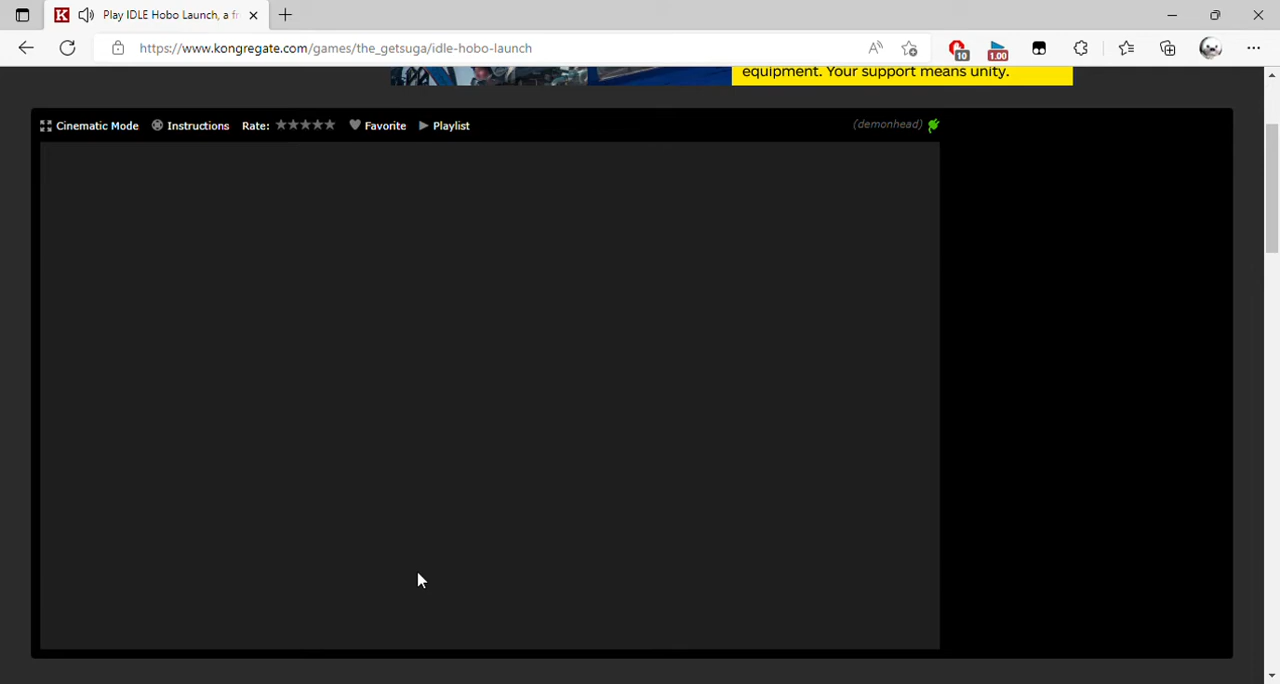 Play IDLE Hobo Launch, a fr
https://www.kongregate.com/games/the_getsuga/idle-hobo-launch
10
1.00
equipment. Your support means unity.
Cinematic Mode Instructions Rate: Favorite Playlist (demonhead)